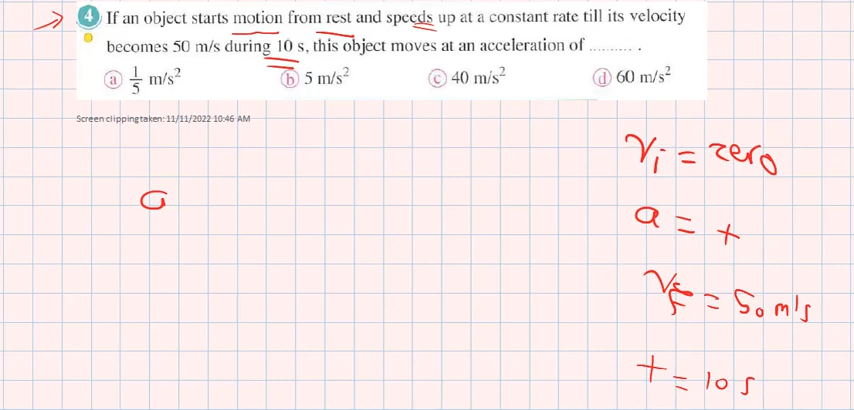 4 If an object starts motion from rest and speeds up at a constant rate till its velocity
becomes 50 m/s during 10 s, this object moves at an acceleration of .......... .
a 1/5 m/s² b 5 m/s² c 40 m/s² d 60 m/s²
Screen clipping taken: 11/11/2022 10:46 AM
Vi = zero
a
a = +
Vf = 50 m/s
t = 10 s